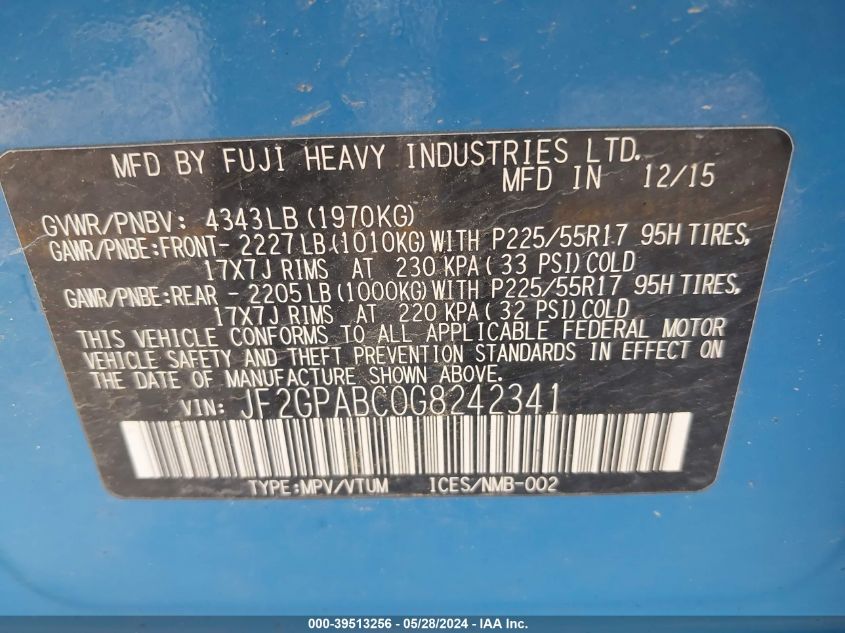 MFD BY FUJI HEAVY INDUSTRIES LTD.
MFD IN 12/15
GVWR/PNBV: 4343LB(1970KG)
GAWR/PNBE:FRONT- 2227LB(1010KG)WITH P225/55R17 95H TIRES,
17X7J RIMS AT 230 KPA(33 PSI)COLD
GAWR/PNBE:REAR - 2205LB(1000KG)WITH P225/55R17 95H TIRES,
17X7J RIMS AT 220 KPA(32 PSI)COLD
THIS VEHICLE CONFORMS TO ALL APPLICABLE FEDERAL MOTOR
VEHICLE SAFETY AND THEFT PREVENTION STANDARDS IN EFFECT ON
THE DATE OF MANUFACTURE SHOWN ABOVE.
VIN: JF2GPABC0G8242341
TYPE:MPV/VTUM ICES/NMB-002
000-39513256 - 05/28/2024 - IAA Inc.